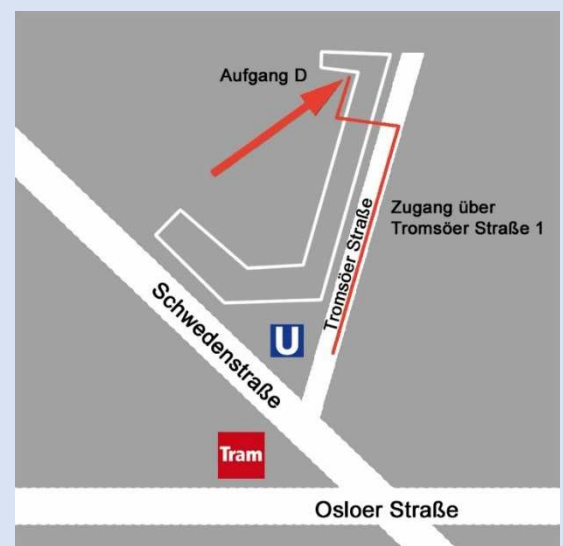 Aufgang D
Zugang über
Tromsöer Straße 1
Tromsöer Straße
Schwedenstraße
U
Tram
Osloer Straße